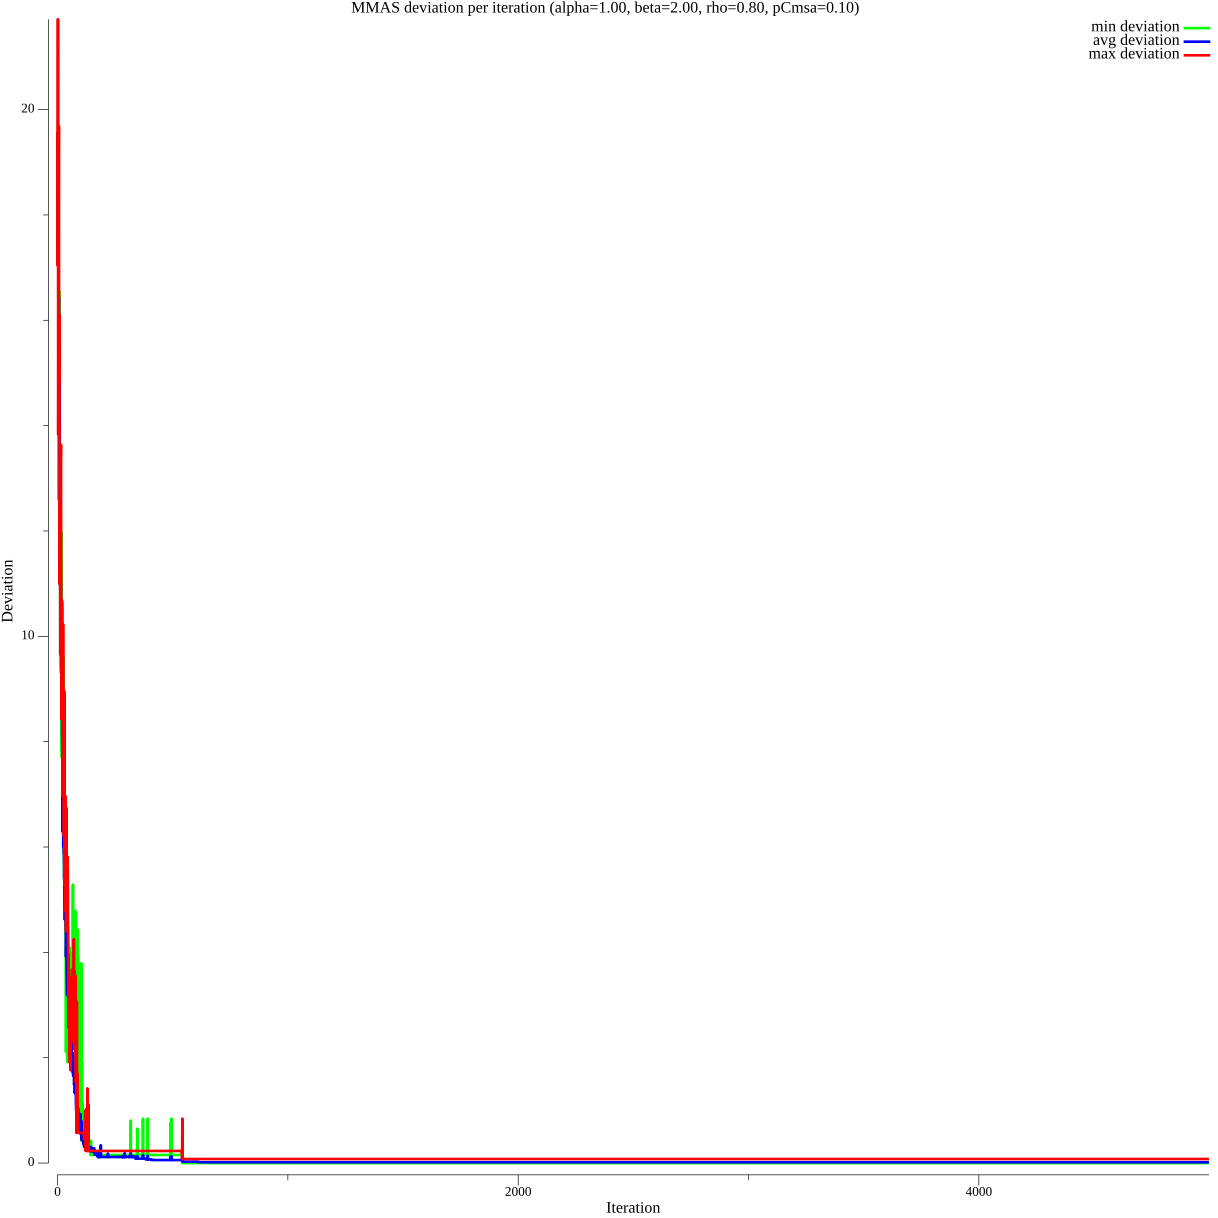 MMAS deviation per iteration (alpha=1.00, beta=2.00, rho=0.80, pCmsa=0.10)
min deviation
avg deviation
max deviation
20
10
0
Deviation
0
2000
4000
Iteration